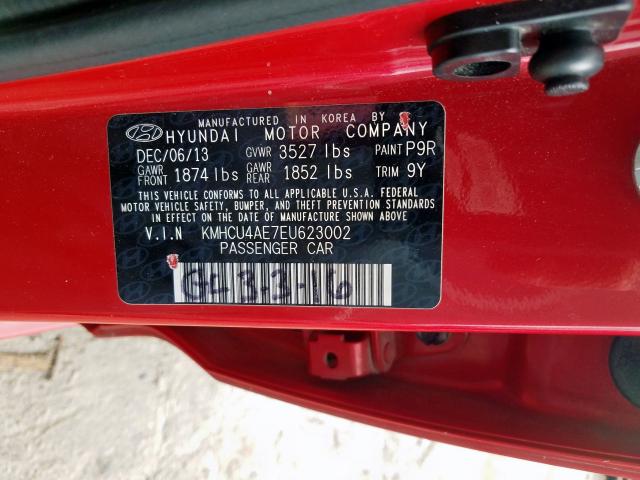 MANUFACTURED IN KOREA BY
HYUNDAI MOTOR COMPANY
DEC/06/13 GVWR 3527 lbs PAINT P9R
GAWR FRONT 1874 lbs GAWR REAR 1852 lbs TRIM 9Y
THIS VEHICLE CONFORMS TO ALL APPLICABLE U.S.A. FEDERAL
MOTOR VEHICLE SAFETY, BUMPER, AND THEFT PREVENTION STANDARDS
IN EFFECT ON THE DATE OF MANUFACTURE SHOWN ABOVE
V.I.N KMHCU4AE7EU623002
PASSENGER CAR
3-3-16